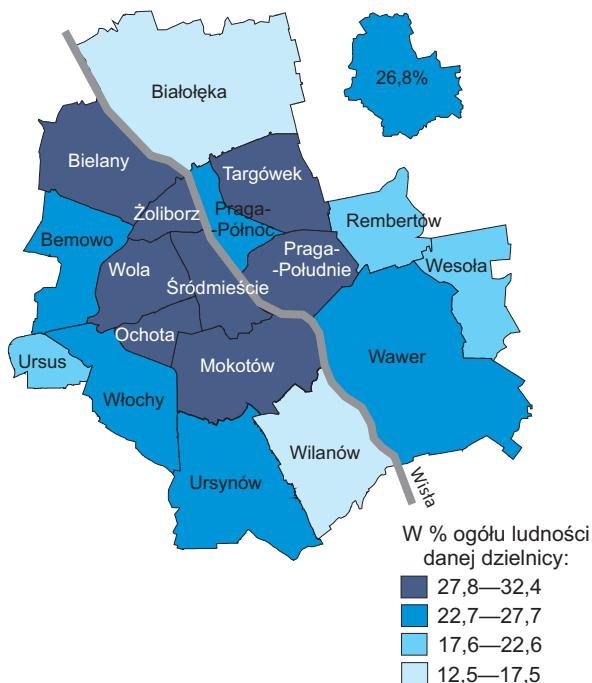 Białołęka
26,8%
Bielany
Targówek
Żoliborz
Praga-
-Północ
Rembertów
Bemowo
Wola
Śródmieście
Praga-
-Południe
Wesoła
Ochota
Ursus
Mokotów
Wawer
Włochy
Wilanów
Ursynów
Wisła
W % ogółu ludności
danej dzielnicy:
27,8—32,4
22,7—27,7
17,6—22,6
12,5—17,5